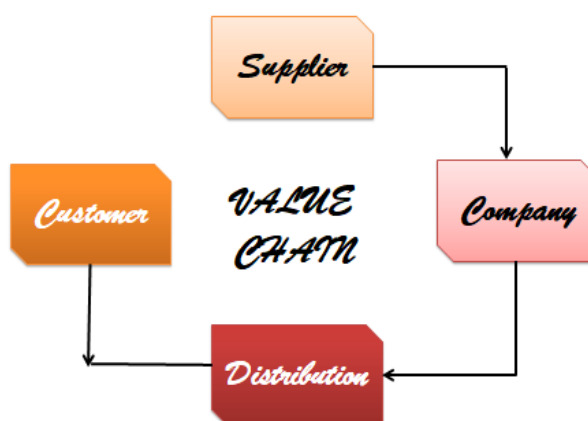 Supplier
Customer
VALUE
CHAIN
Company
Distribution